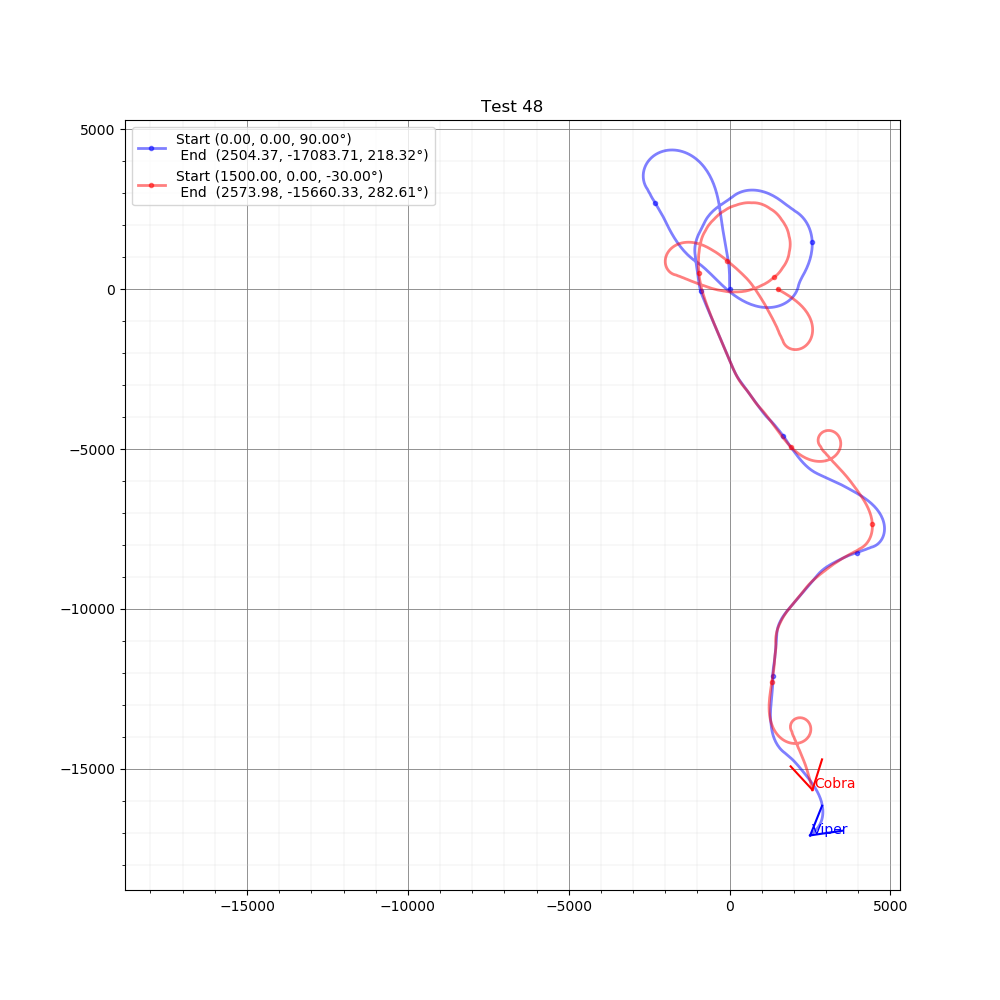 Test 48
Start (0.00, 0.00, 90.00°)
End (2504.37, -17083.71, 218.32°)
Start (1500.00, 0.00, -30.00°)
End (2573.98, -15660.33, 282.61°)
5000
0
−5000
−10000
−15000
Cobra
Viper
−15000 −10000 −5000 0 5000